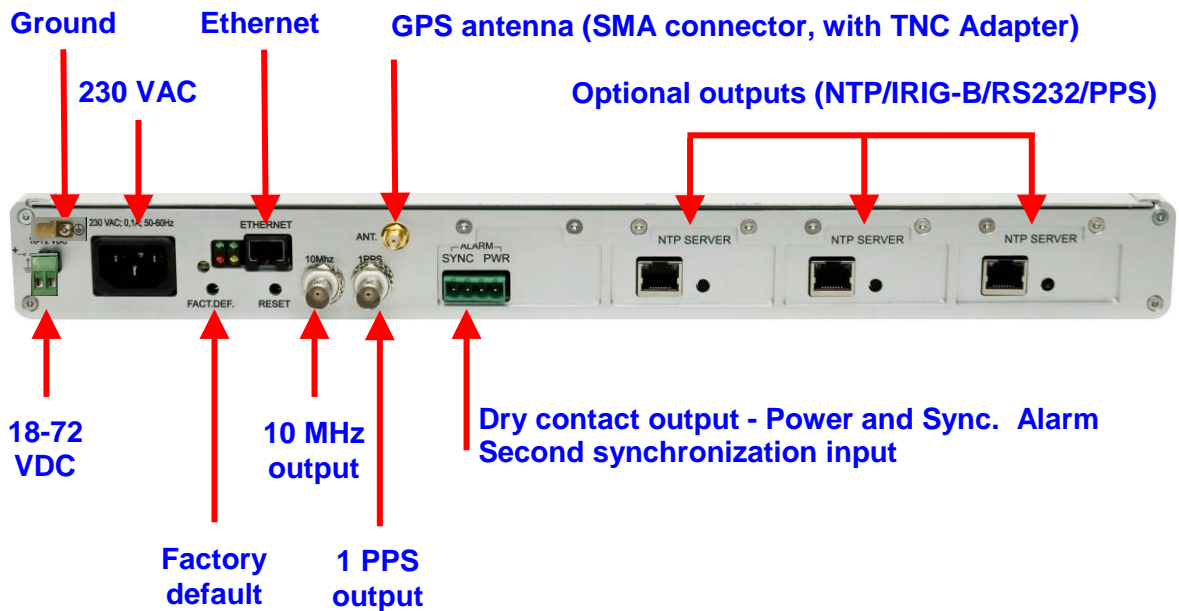 Ground
Ethernet
GPS antenna (SMA connector, with TNC Adapter)
230 VAC
Optional outputs (NTP/IRIG-B/RS232/PPS)
230 VAC; 0,1A; 50-60Hz
ETHERNET
ANT.
ALARM
SYNC PWR
NTP SERVER
NTP SERVER
NTP SERVER
18-72 VDC
10Mhz
1PPS
FACT.DEF.
RESET
18-72
VDC
10 MHz
output
Dry contact output - Power and Sync. Alarm
Second synchronization input
Factory
default
1 PPS
output